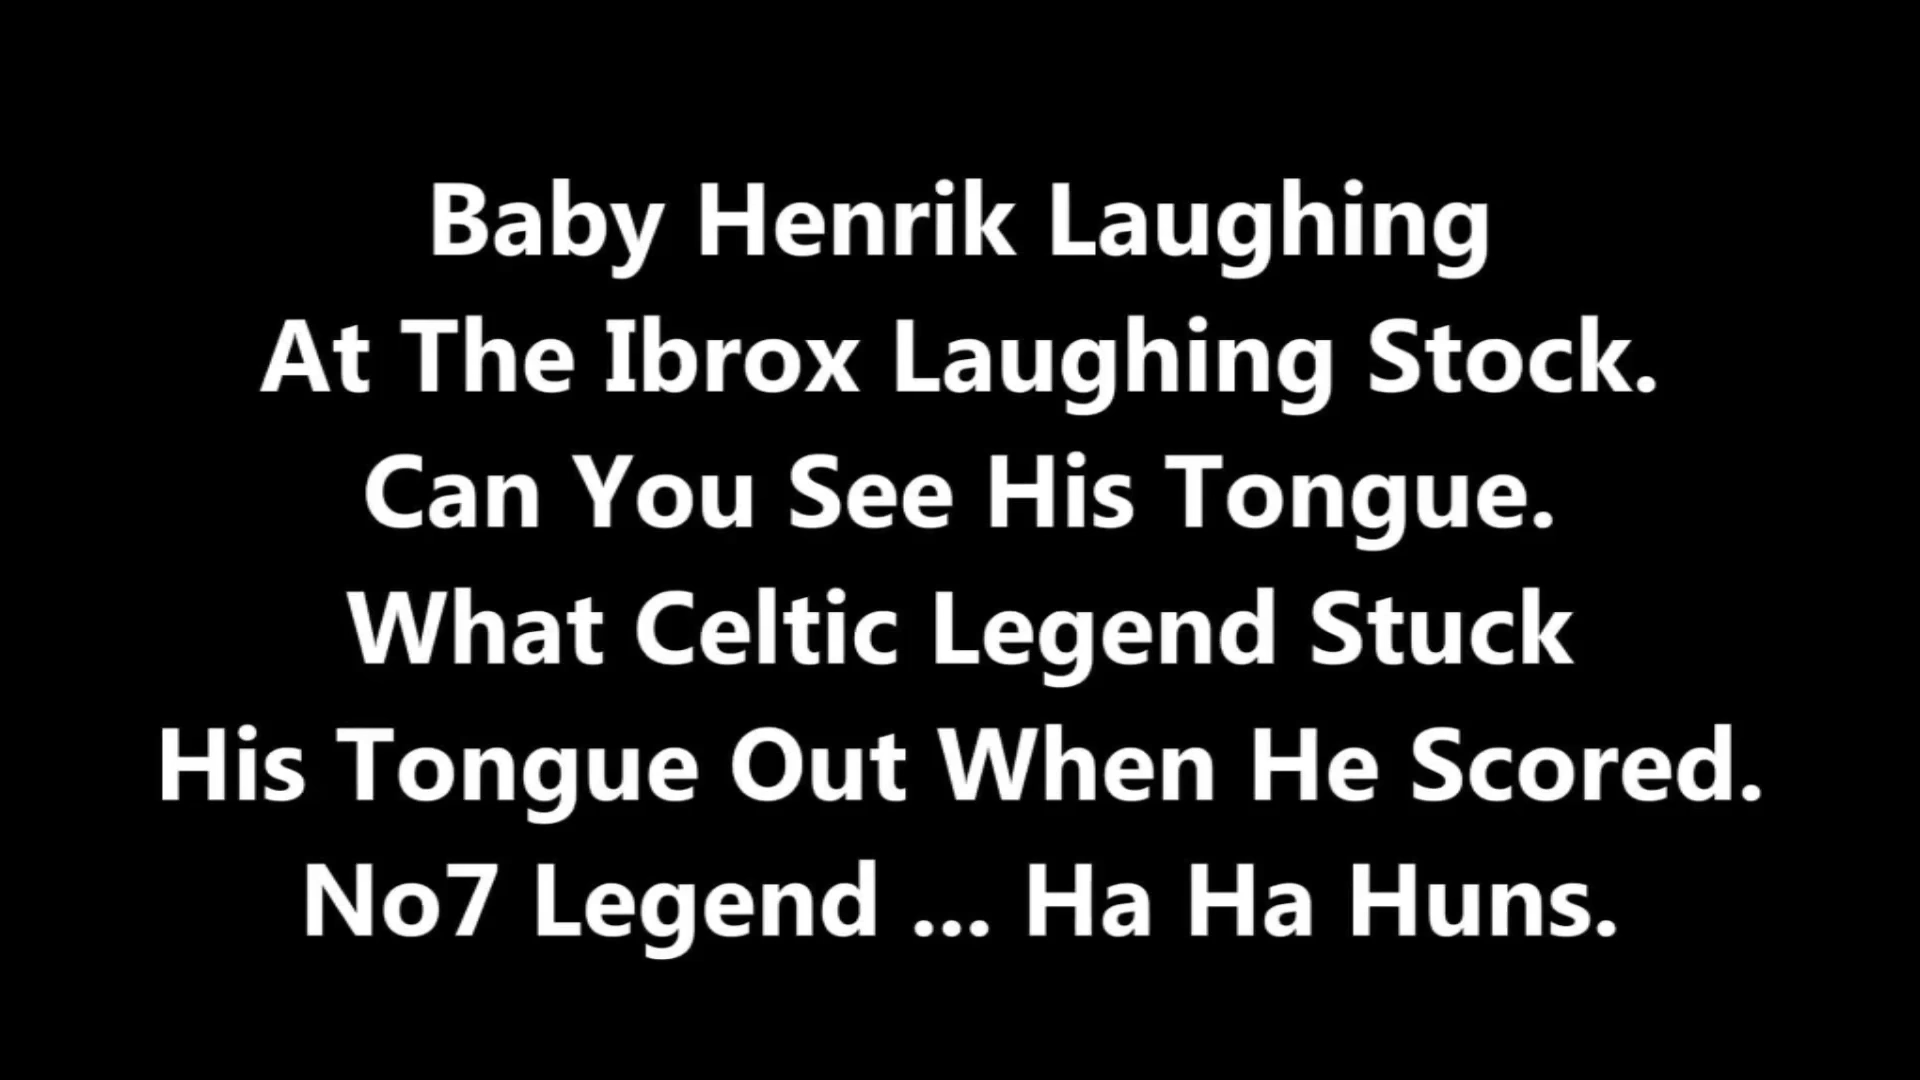 Baby Henrik Laughing
At The Ibrox Laughing Stock.
Can You See His Tongue.
What Celtic Legend Stuck
His Tongue Out When He Scored.
No7 Legend ... Ha Ha Huns.